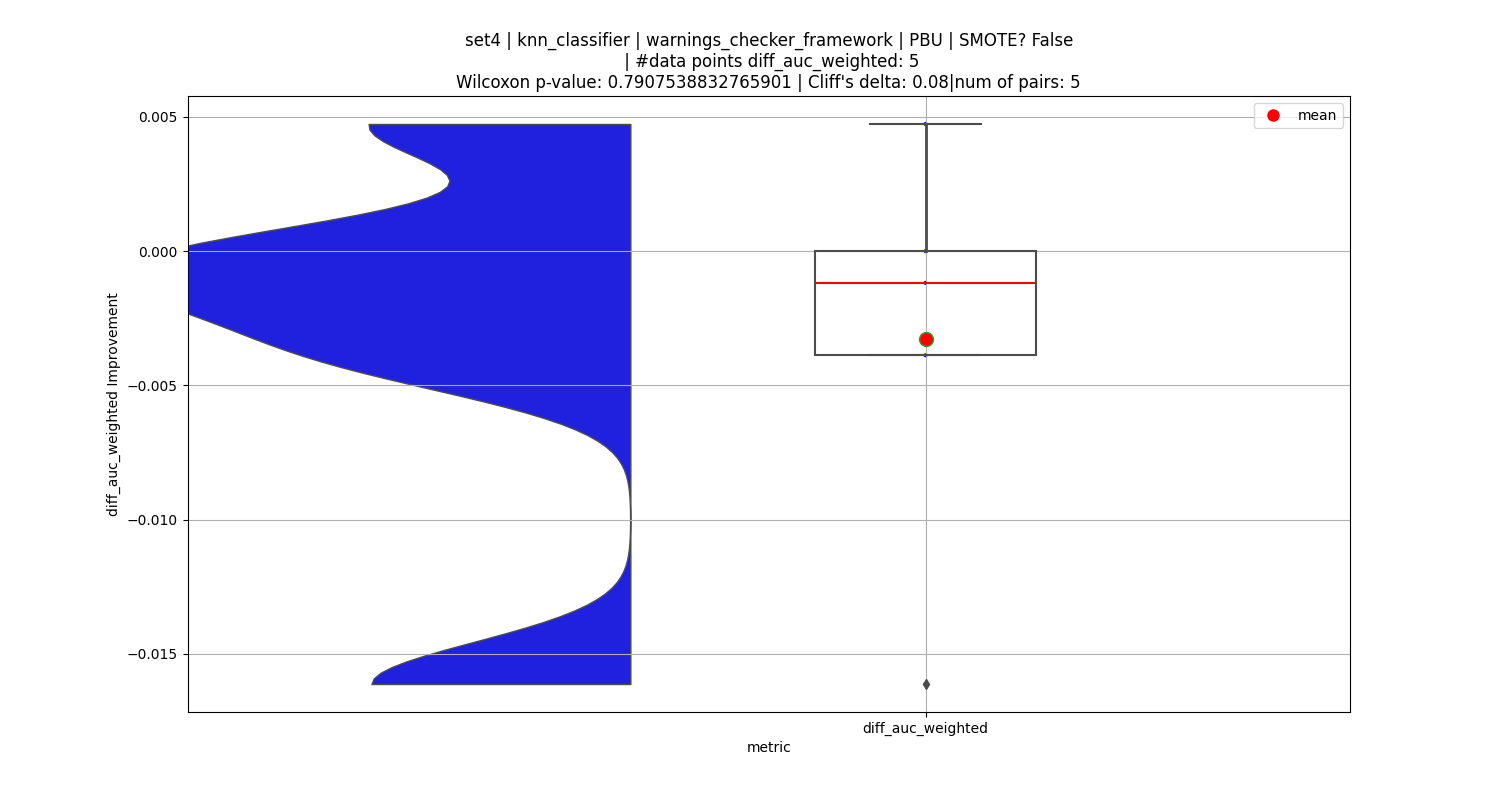 set4 | knn_classifier | warnings_checker_framework | PBU | SMOTE? False
| #data points diff_auc_weighted: 5
Wilcoxon p-value: 0.7907538832765901 | Cliff's delta: 0.08|num of pairs: 5
mean
0.005
0.000
−0.005
−0.010
−0.015
diff_auc_weighted Improvement
diff_auc_weighted
metric